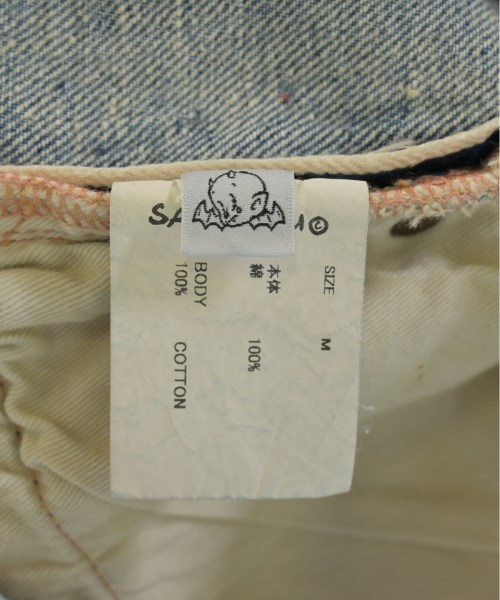 SIZE M
本体
綿 100%
BODY
100% COTTON